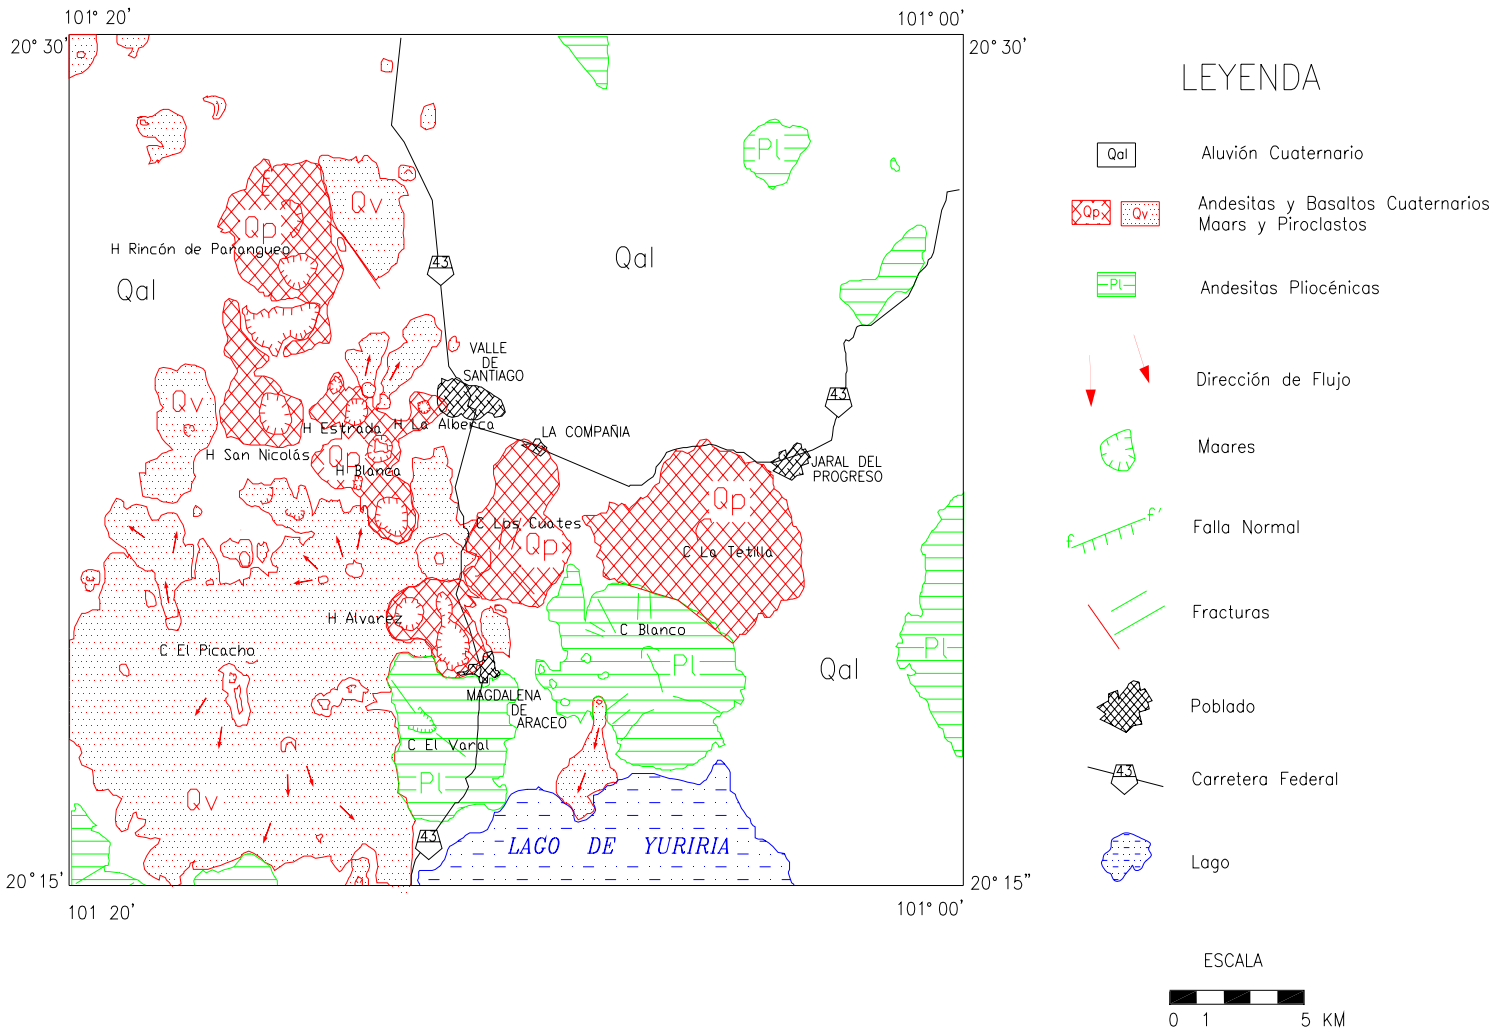 101° 20'
101° 00'
20° 30'
20° 30'
LEYENDA
Qal
Aluvión Cuaternario
Qp
Qv
Andesitas y Basaltos Cuaternarios
Maars y Piroclastos
Pl
Andesitas Pliocénicas
Dirección de Flujo
Maares
f
f'
Falla Normal
Fracturas
Poblado
43
Carretera Federal
Lago
ESCALA
0 1 5 KM
Pl
Qv
Qp
H Rincón de Parangueo
Qal
Qal
43
VALLE
DE
SANTIAGO
43
Qv
H Estrada
H La Alberca
LA COMPAÑIA
H San Nicolás
Qp
H Blanca
JARAL DEL
PROGRESO
Qp
C Los Cuates
Qp
C La Tetilla
H Alvarez
C Blanco
C El Picacho
Pl
Qal
Pl
MAGDALENA
DE
ARACEO
C El Varal
Pl
Qv
43
LAGO DE YURIRIA
20° 15'
20° 15"
101 20'
101° 00'